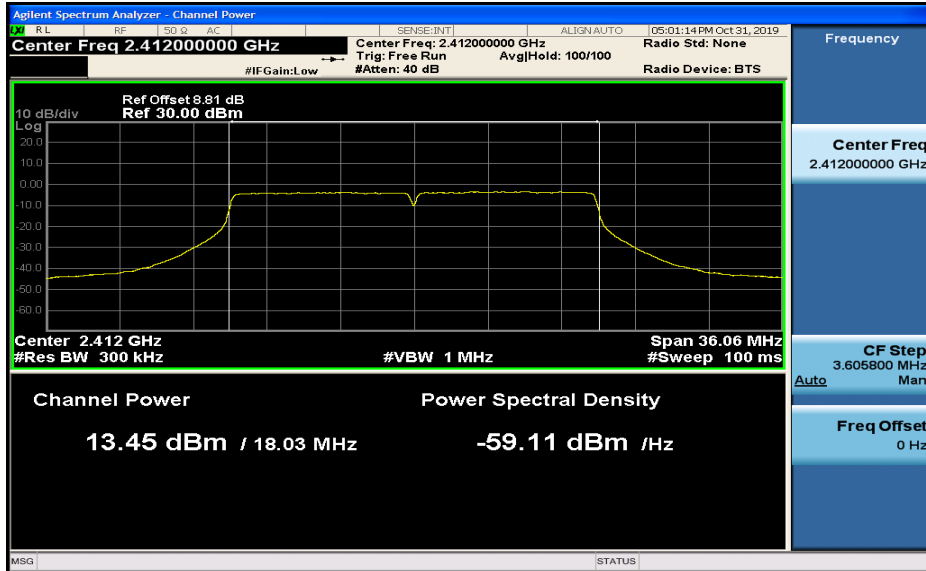 Agilent Spectrum Analyzer - Channel Power
LXI RL RF 50 Ω AC SENSE:INT ALIGN AUTO 05:01:14 PM Oct 31, 2019
Center Freq 2.412000000 GHz
Center Freq: 2.412000000 GHz
Radio Std: None
Trig: Free Run Avg|Hold: 100/100
#IFGain:Low
#Atten: 40 dB
Radio Device: BTS
Ref Offset 8.81 dB
10 dB/div Ref 30.00 dBm
Log
20.0
10.0
0.00
-10.0
-20.0
-30.0
-40.0
-50.0
-60.0
Center 2.412 GHz Span 36.06 MHz
#Res BW 300 kHz #VBW 1 MHz #Sweep 100 ms
Channel Power Power Spectral Density
13.45 dBm / 18.03 MHz -59.11 dBm /Hz
MSG STATUS
Frequency
Center Freq
2.412000000 GHz
CF Step
3.605800 MHz
Auto Man
Freq Offset
0 Hz